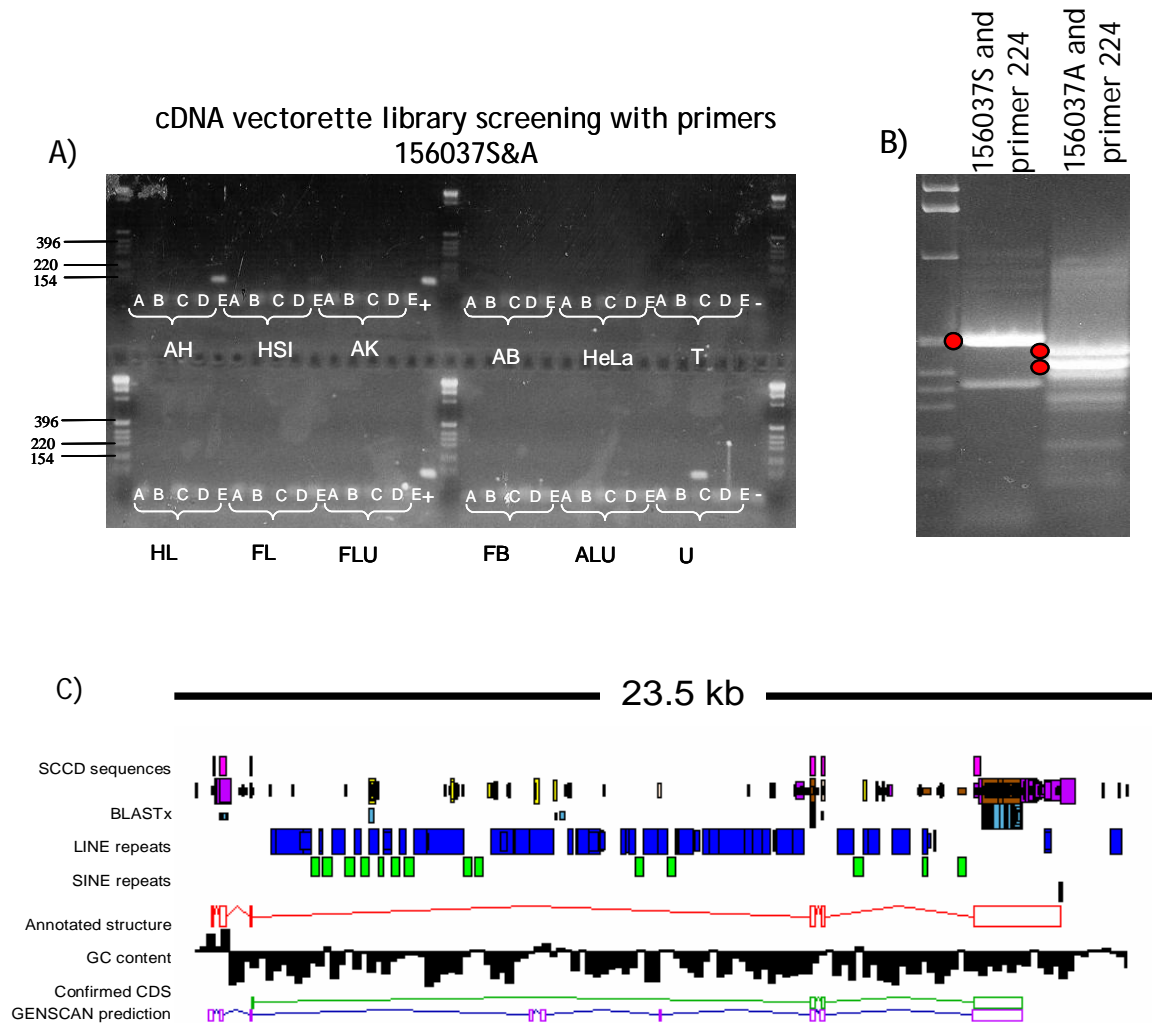 cDNA vectorette library screening with primers
156037S&A
A)
396
220
154
A B C D E A B C D E A B C D E +
A B C D E A B C D E A B C D E -
AH HSI AK
AB HeLa T
396
220
154
A B C D E A B C D E A B C D E +
A B C D E A B C D E A B C D E -
HL FL FLU
FB ALU U
B)
156037S and
primer 224
156037A and
primer 224
C)
23.5 kb
SCCD sequences
BLASTx
LINE repeats
SINE repeats
Annotated structure
GC content
Confirmed CDS
GENSCAN prediction